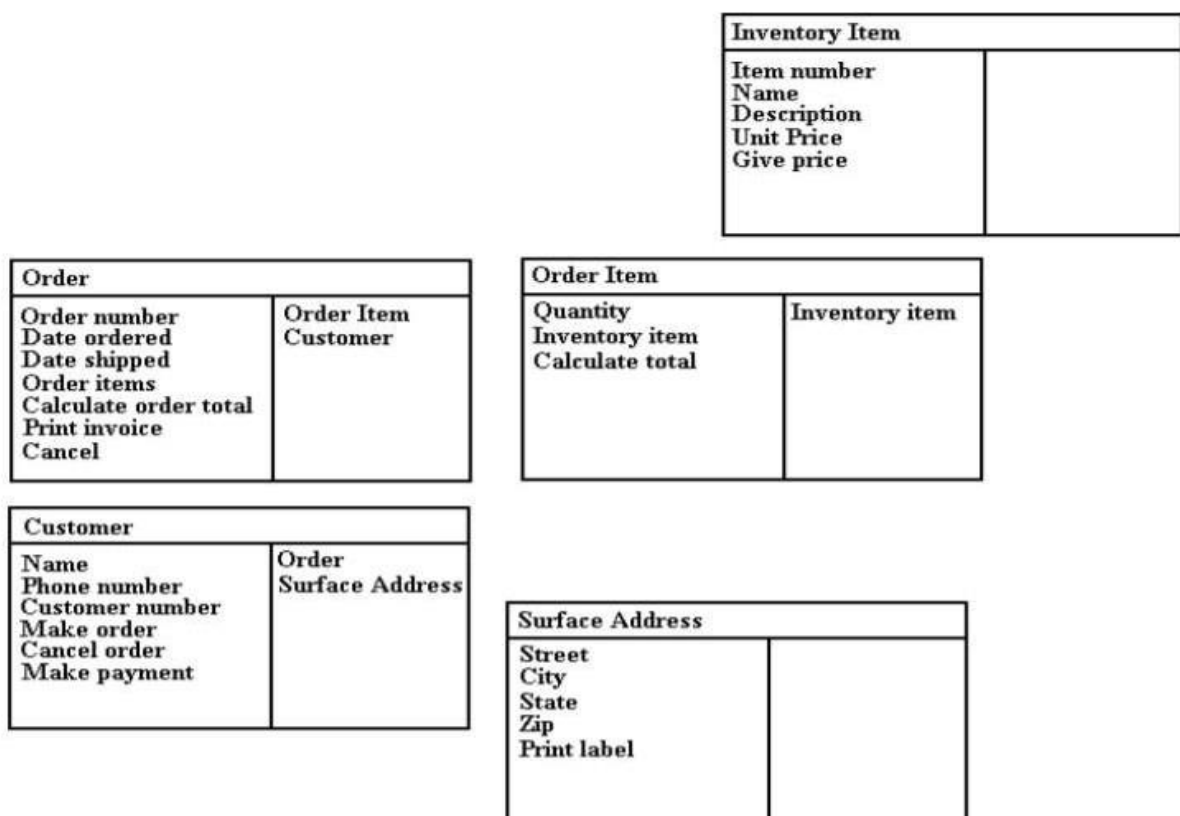 Inventory Item
Item number
Name
Description
Unit Price
Give price
Order
Order number
Date ordered
Date shipped
Order items
Calculate order total
Print invoice
Cancel
Order Item
Customer
Order Item
Quantity
Inventory item
Calculate total
Inventory item
Customer
Name
Phone number
Customer number
Make order
Cancel order
Make payment
Order
Surface Address
Surface Address
Street
City
State
Zip
Print label